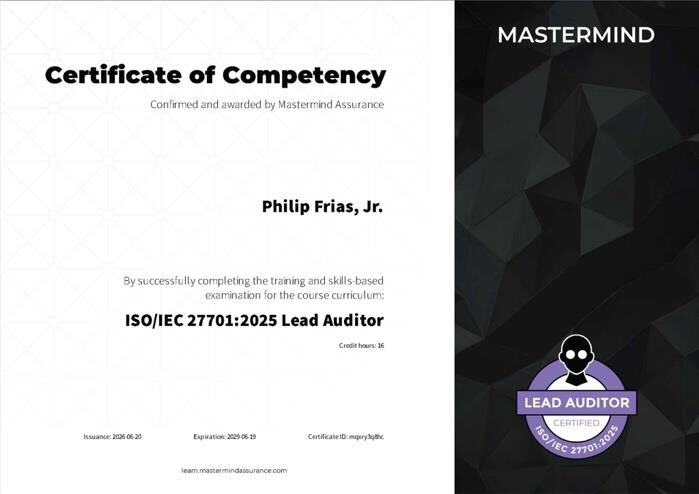 MASTERMIND
Certificate of Competency
Confirmed and awarded by Mastermind Assurance
Philip Frias, Jr.
By successfully completing the training and skills-based
examination for the course curriculum:
ISO/IEC 27701:2025 Lead Auditor
Credit hours: 16
LEAD AUDITOR
CERTIFIED
ISO/IEC 27701:2025
Issuance: 2026-06-20 Expiration: 2029-06-19 Certificate ID: mqxry3q8hc
learn.mastermindassurance.com